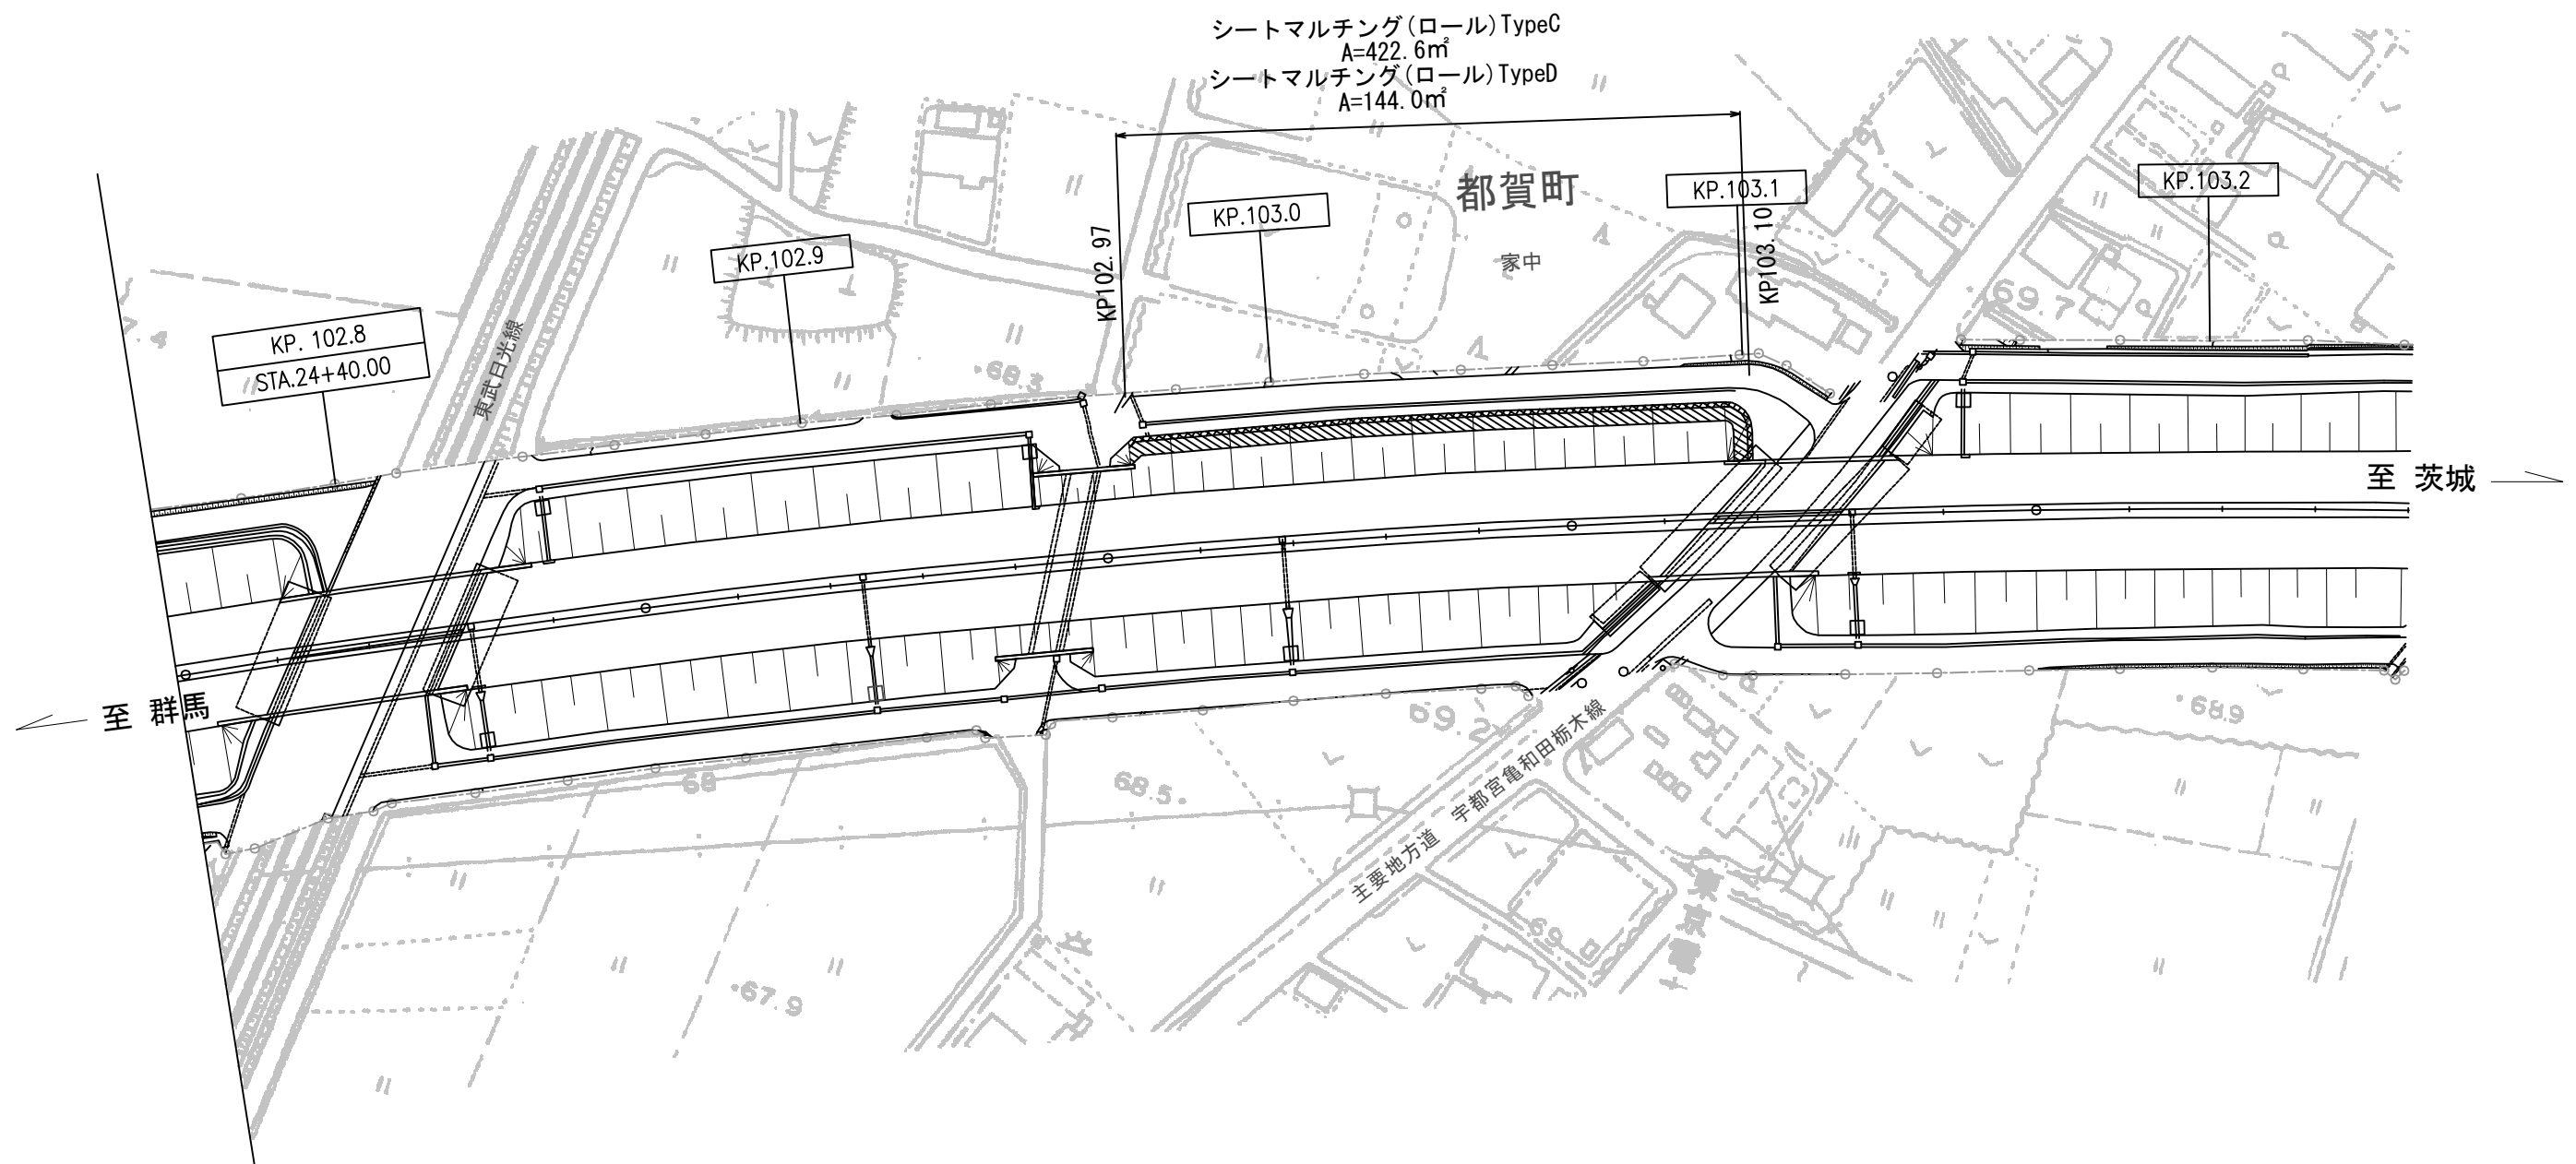 シートマルチング(ロール)TypeC
A=422.6㎡
シートマルチング(ロール)TypeD
A=144.0㎡
都賀町
家中
KP.103.2
KP.103.1
KP.103.0
KP.102.9
KP. 102.8
STA.24+40.00
KP102.97
KP103.10
東武日光線
69.7
68.3
至 茨城
至 群馬
69.2
68.9
68
68.5
主要地方道 宇都宮亀和田栃木線
69
67.9